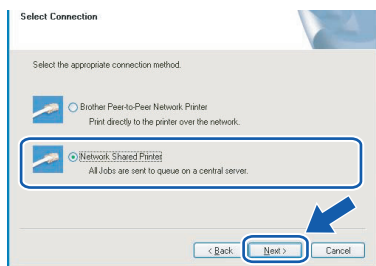 Select Connection
Select the appropriate connection method.
Brother Peer-to-Peer Network Printer
Print directly to the printer over the network.
Network Shared Printer
All Jobs are sent to queue on a central server.
< Back Next > Cancel